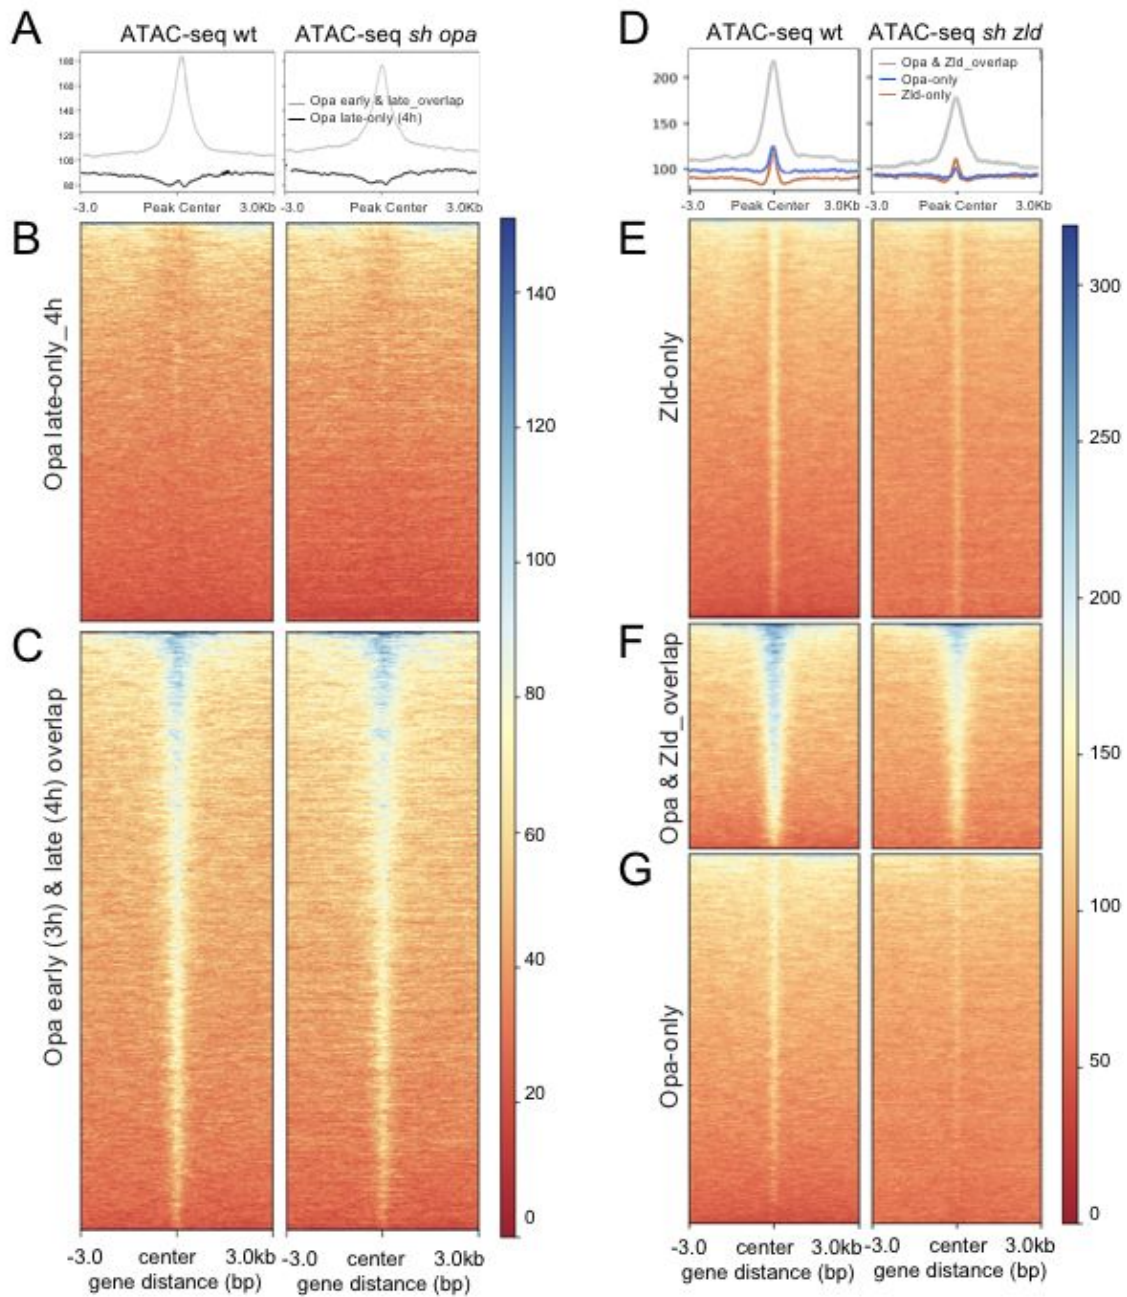 A
ATAC-seq wt
ATAC-seq sh opa
180
160
140
120
100
80
Opa early & late_overlap
Opa late-only (4h)
-3.0
Peak Center
3.0Kb
-3.0
Peak Center
3.0Kb
B
Opa late-only_4h
C
Opa early (3h) & late (4h) overlap
140
120
100
80
60
40
20
0
-3.0
center
3.0kb
-3.0
center
3.0kb
gene distance (bp)
gene distance (bp)
D
ATAC-seq wt
ATAC-seq sh zld
200
150
100
Opa & Zld_overlap
Opa-only
Zld-only
-3.0
Peak Center
3.0Kb
-3.0
Peak Center
3.0Kb
E
Zld-only
F
Opa & Zld_overlap
G
Opa-only
300
250
200
150
100
50
0
-3.0
center
3.0kb
-3.0
center
3.0kb
gene distance (bp)
gene distance (bp)